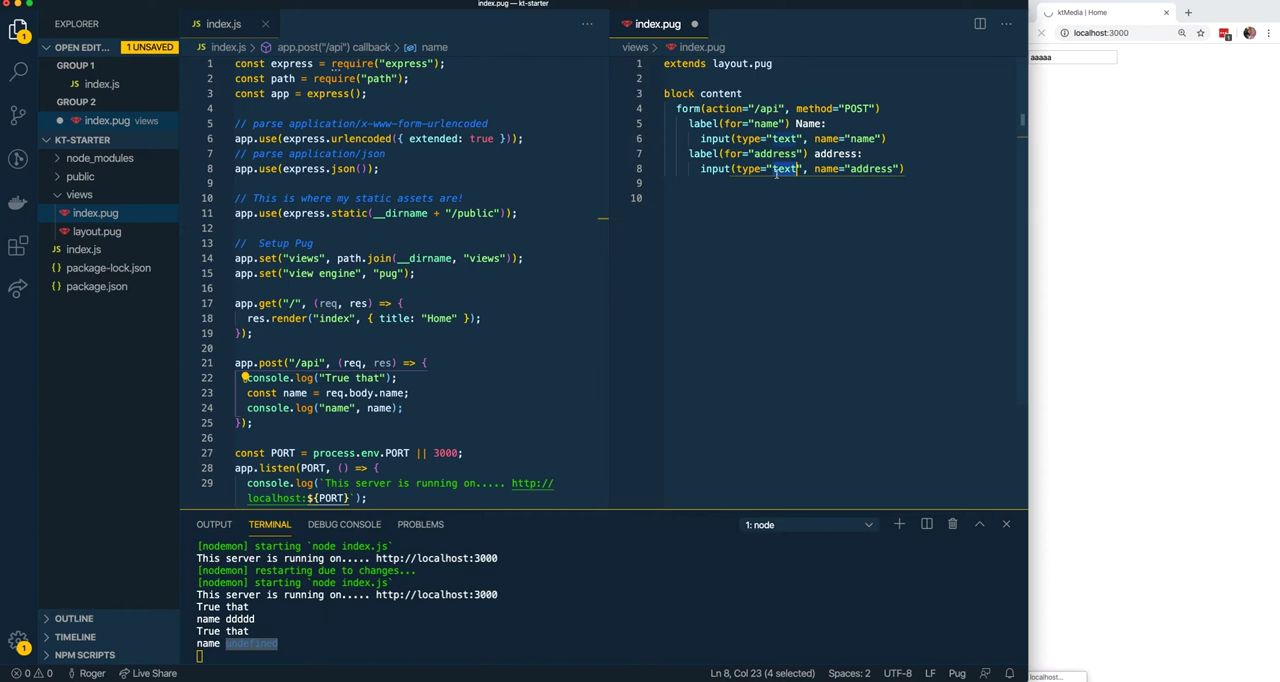 index.pug — kt-starter
EXPLORER
OPEN EDIT... 1 UNSAVED
GROUP 1
JS index.js
GROUP 2
index.pug views
KT-STARTER
node_modules
public
views
index.pug
layout.pug
JS index.js
package-lock.json
package.json
OUTLINE
TIMELINE
NPM SCRIPTS
1
1
JS index.js
JS index.js > app.post("/api") callback > name
1 const express = require("express");
2 const path = require("path");
3 const app = express();
4
5 // parse application/x-www-form-urlencoded
6 app.use(express.urlencoded({ extended: true }));
7 // parse application/json
8 app.use(express.json());
9
10 // This is where my static assets are!
11 app.use(express.static(__dirname + "/public"));
12
13 //  Setup Pug
14 app.set("views", path.join(__dirname, "views"));
15 app.set("view engine", "pug");
16
17 app.get("/", (req, res) => {
18 res.render("index", { title: "Home" });
19 });
20
21 app.post("/api", (req, res) => {
22 console.log("True that");
23 const name = req.body.name;
24 console.log("name", name);
25 });
26
27 const PORT = process.env.PORT || 3000;
28 app.listen(PORT, () => {
29 console.log(`This server is running on..... http://
localhost:${PORT}`);
index.pug
views > index.pug
1 extends layout.pug
2
3 block content
4 form(action="/api", method="POST")
5 label(for="name") Name:
6 input(type="text", name="name")
7 label(for="address") address:
8 input(type="text", name="address")
9
10
OUTPUT TERMINAL DEBUG CONSOLE PROBLEMS 1: node
[nodemon] starting `node index.js`
This server is running on..... http://localhost:3000
[nodemon] restarting due to changes...
[nodemon] starting `node index.js`
This server is running on..... http://localhost:3000
True that
name ddddd
True that
name undefined
0 0 Roger Live Share Ln 8, Col 23 (4 selected) Spaces: 2 UTF-8 LF Pug
ktMedia | Home
localhost:3000
aaaaa
localhost...